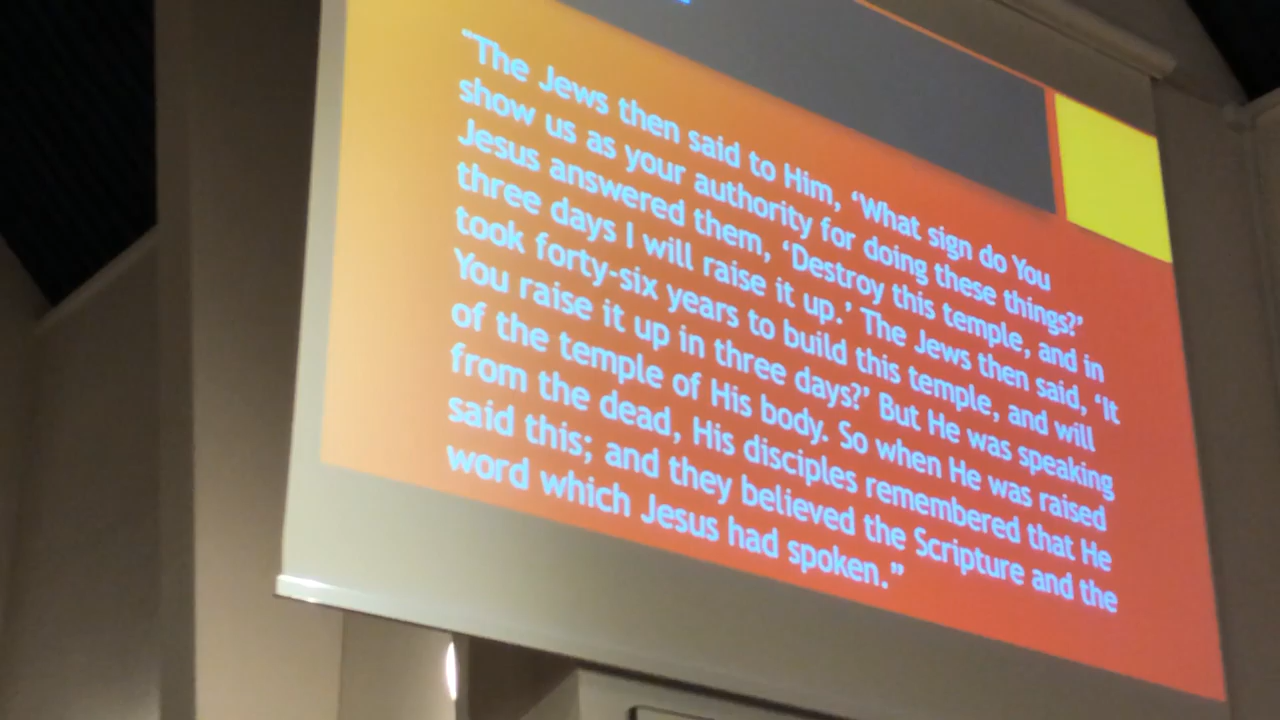 "The Jews then said to Him, ‘What sign do You
show us as your authority for doing these things?’
Jesus answered them, ‘Destroy this temple, and in
three days I will raise it up.’ The Jews then said, ‘It
took forty-six years to build this temple, and will
You raise it up in three days?’ But He was speaking
of the temple of His body. So when He was raised
from the dead, His disciples remembered that He
said this; and they believed the Scripture and the
word which Jesus had spoken.”